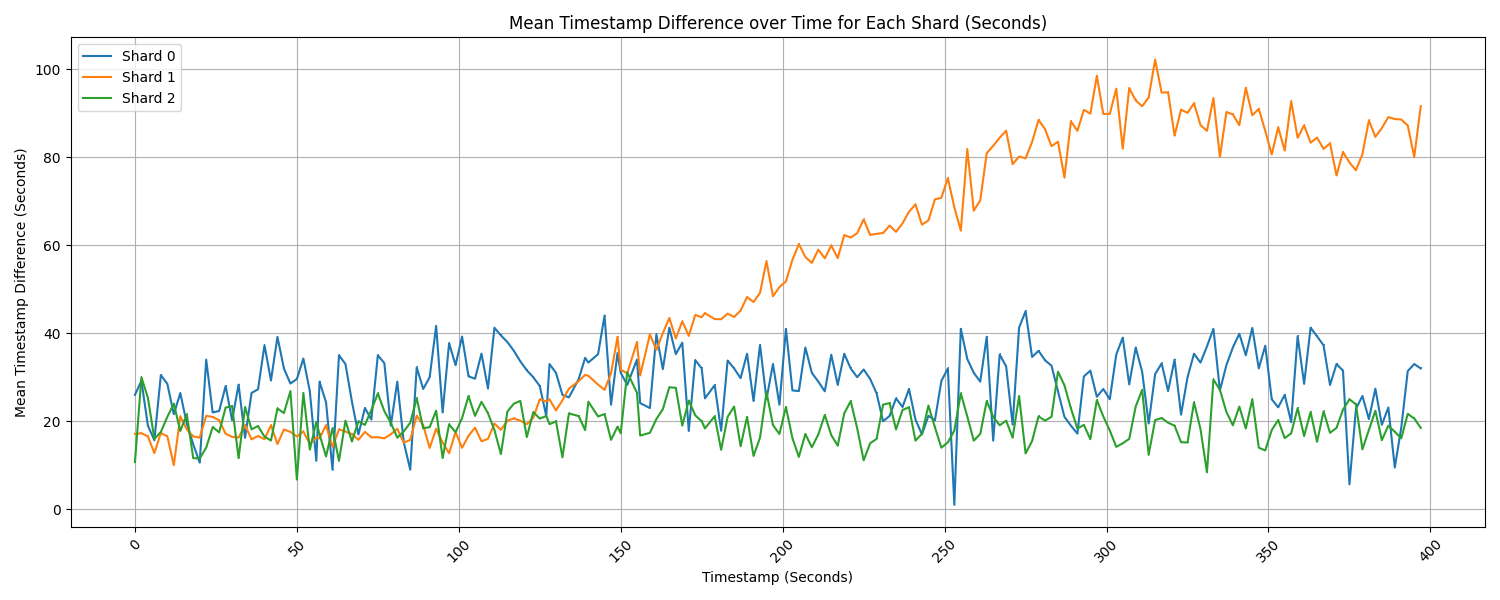 Mean Timestamp Difference over Time for Each Shard (Seconds)
Shard 0
Shard 1
Shard 2
Mean Timestamp Difference (Seconds)
100
80
60
40
20
0
0
50
100
150
200
250
300
350
400
Timestamp (Seconds)